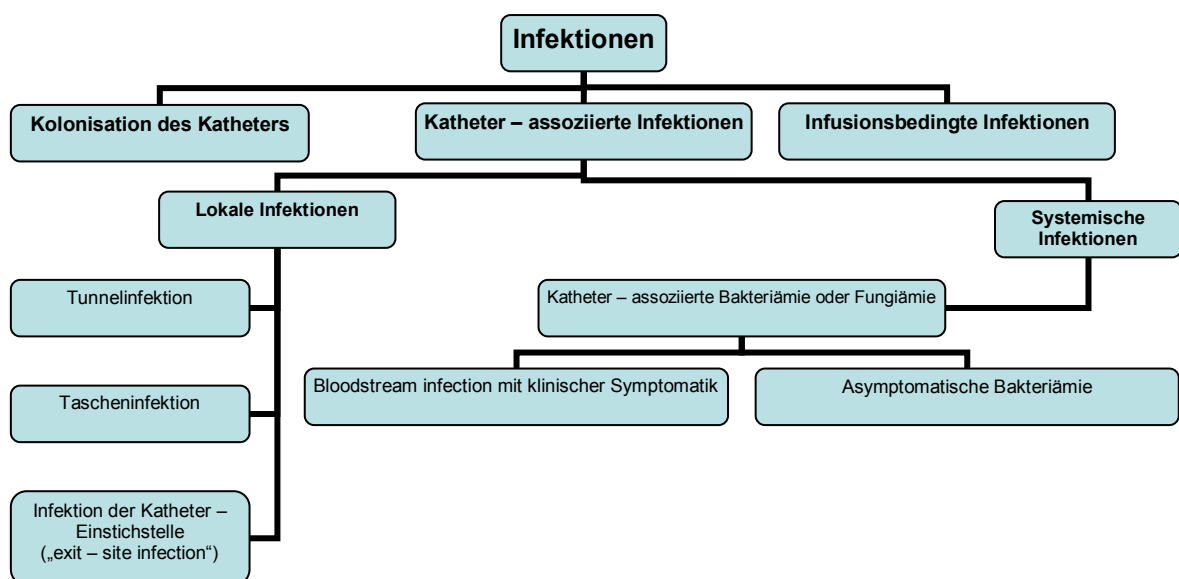 Infektionen
Kolonisation des Katheters
Katheter – assoziierte Infektionen
Infusionsbedingte Infektionen
Lokale Infektionen
Systemische
Infektionen
Tunnelinfektion
Katheter – assoziierte Bakteriämie oder Fungiämie
Bloodstream infection mit klinischer Symptomatik
Asymptomatische Bakteriämie
Tascheninfektion
Infektion der Katheter –
Einstichstelle
(„exit – site infection“)